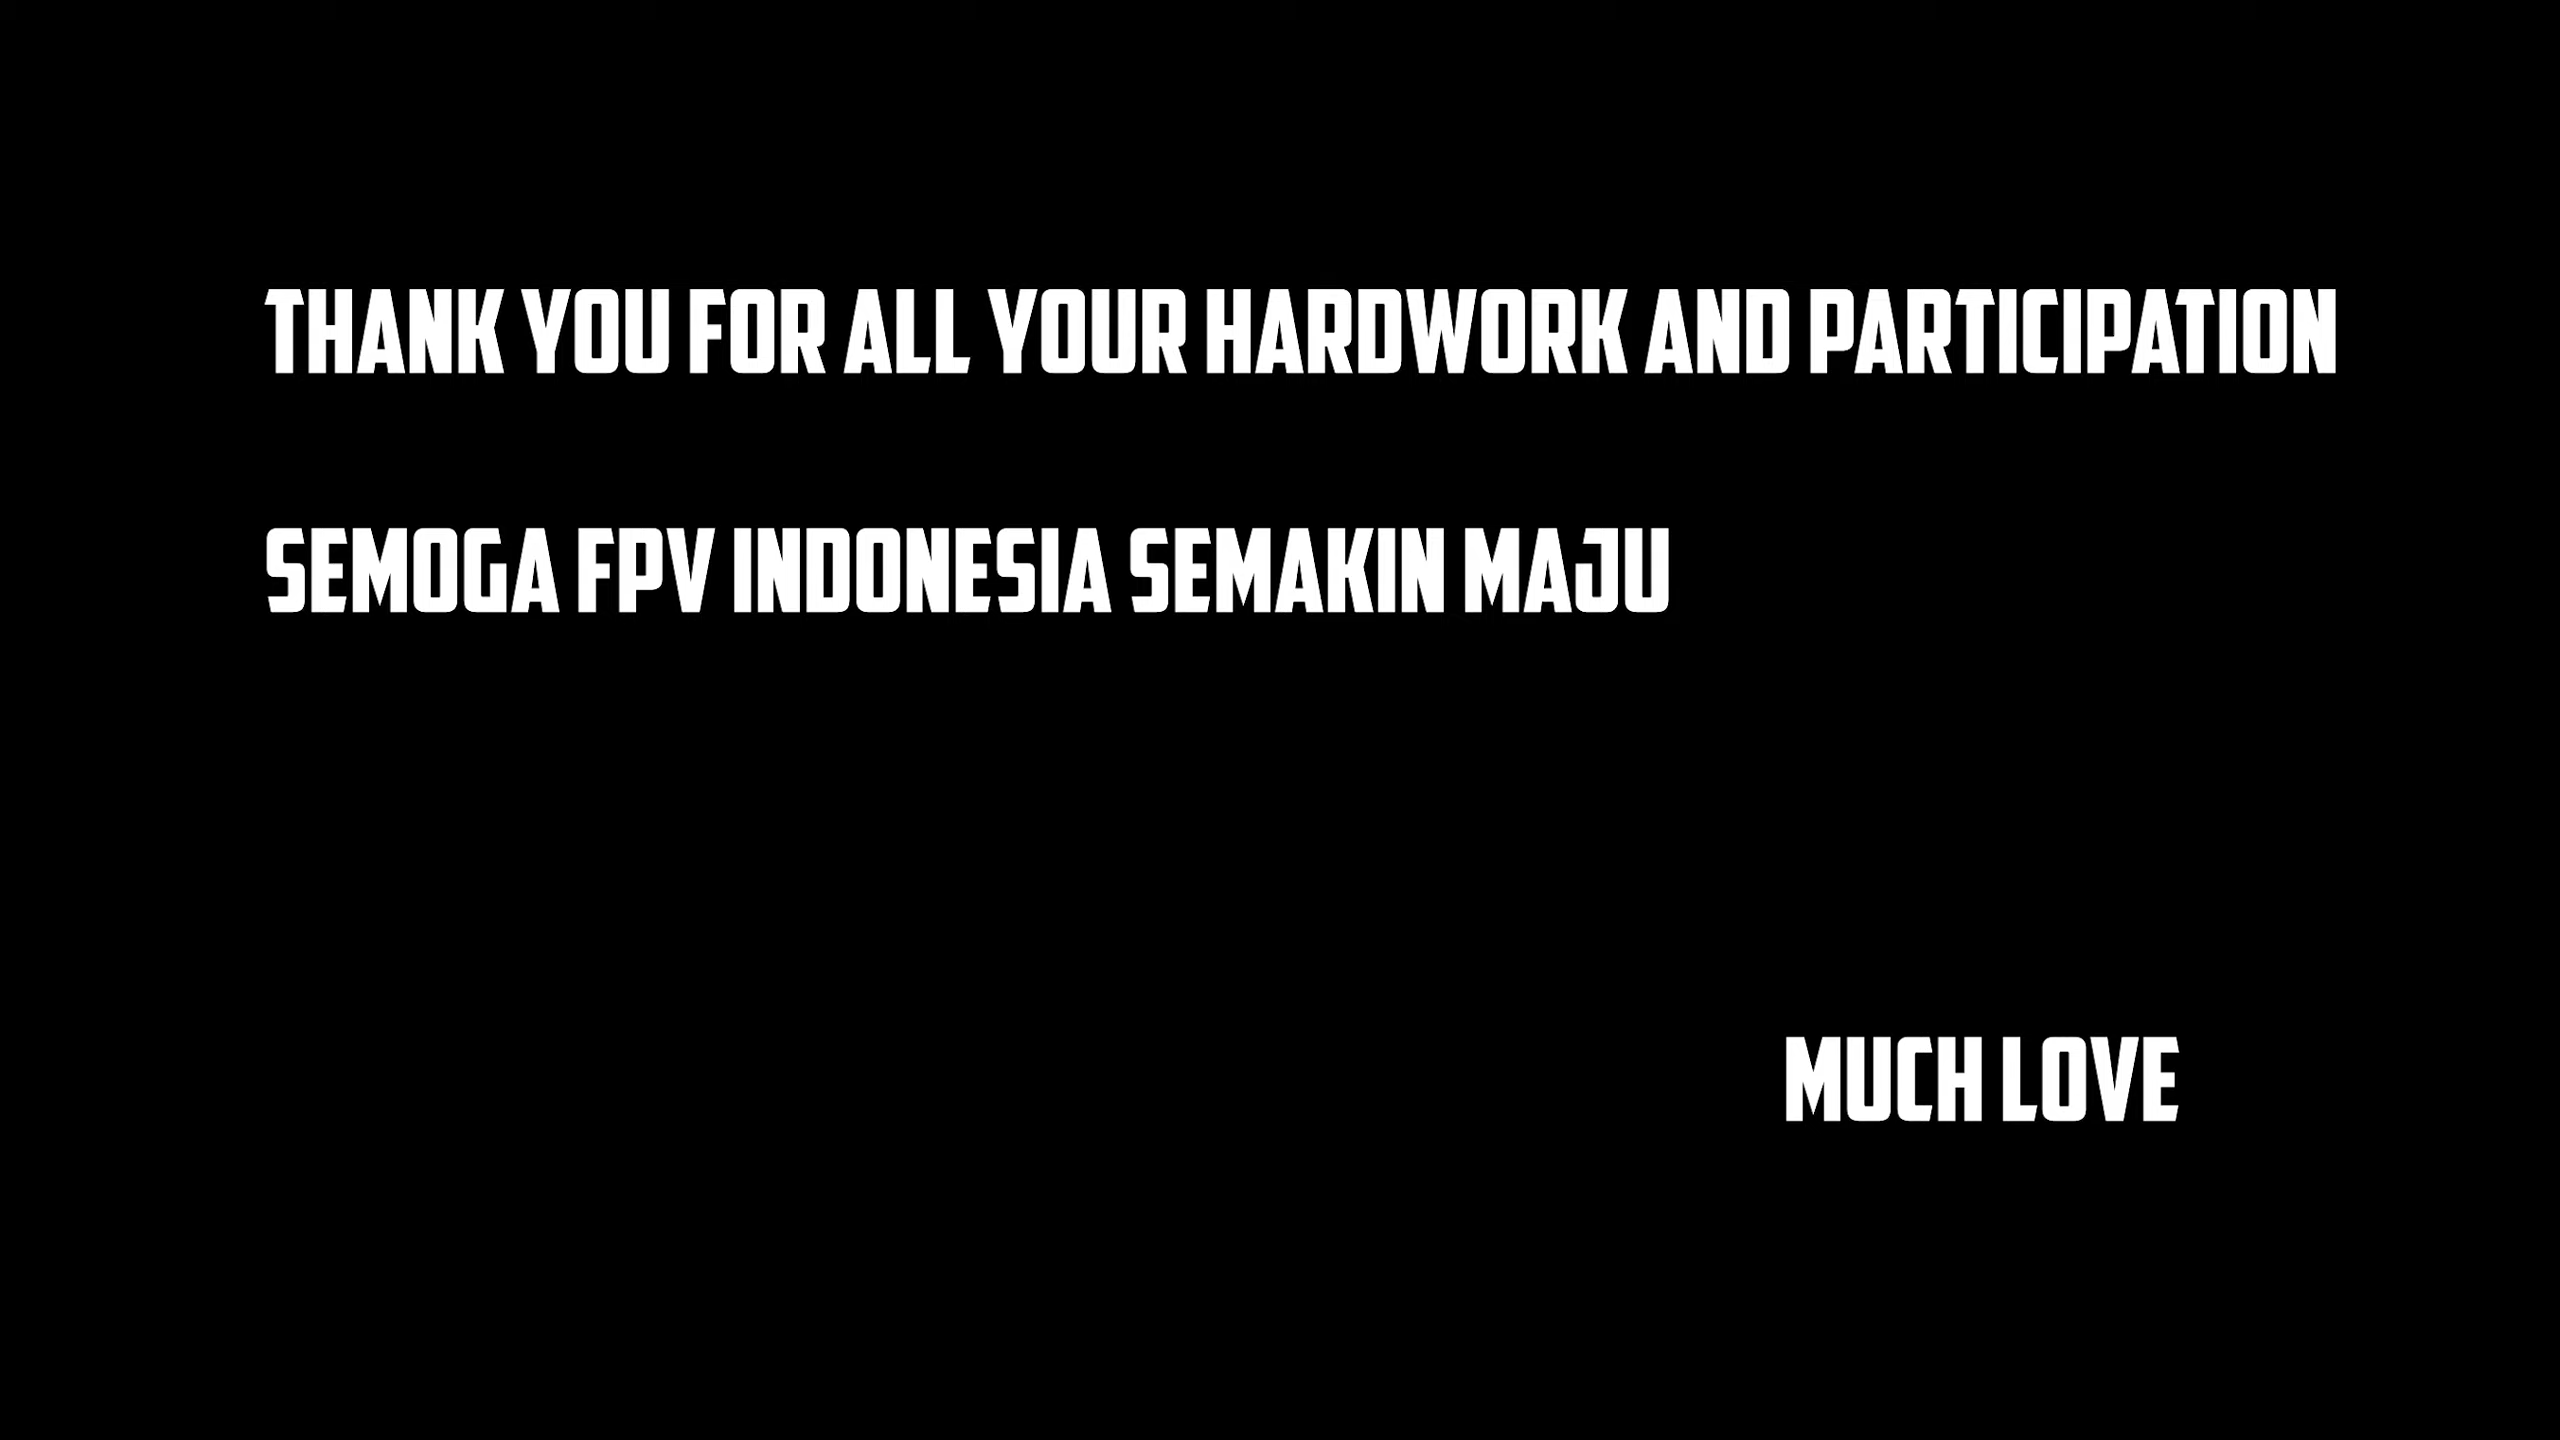 THANK YOU FOR ALL YOUR HARDWORK AND PARTICIPATION
SEMOGA FPV INDONESIA SEMAKIN MAJU
MUCH LOVE